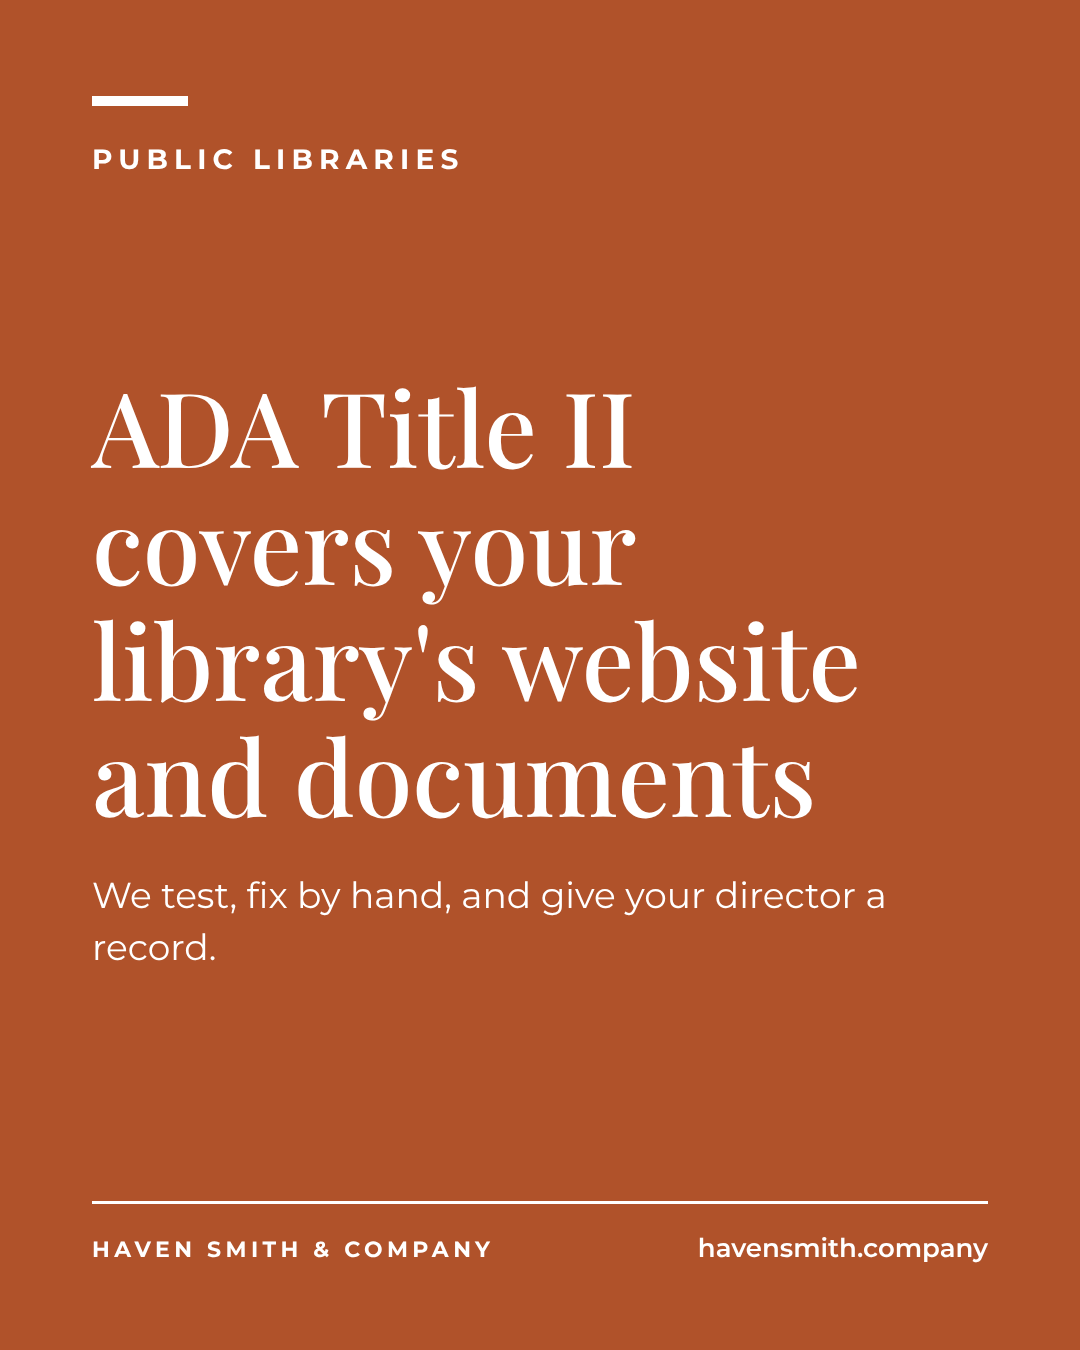 PUBLIC LIBRARIES
ADA Title II
covers your
library's website
and documents
We test, fix by hand, and give your director a
record.
HAVEN SMITH & COMPANY
havensmith.company